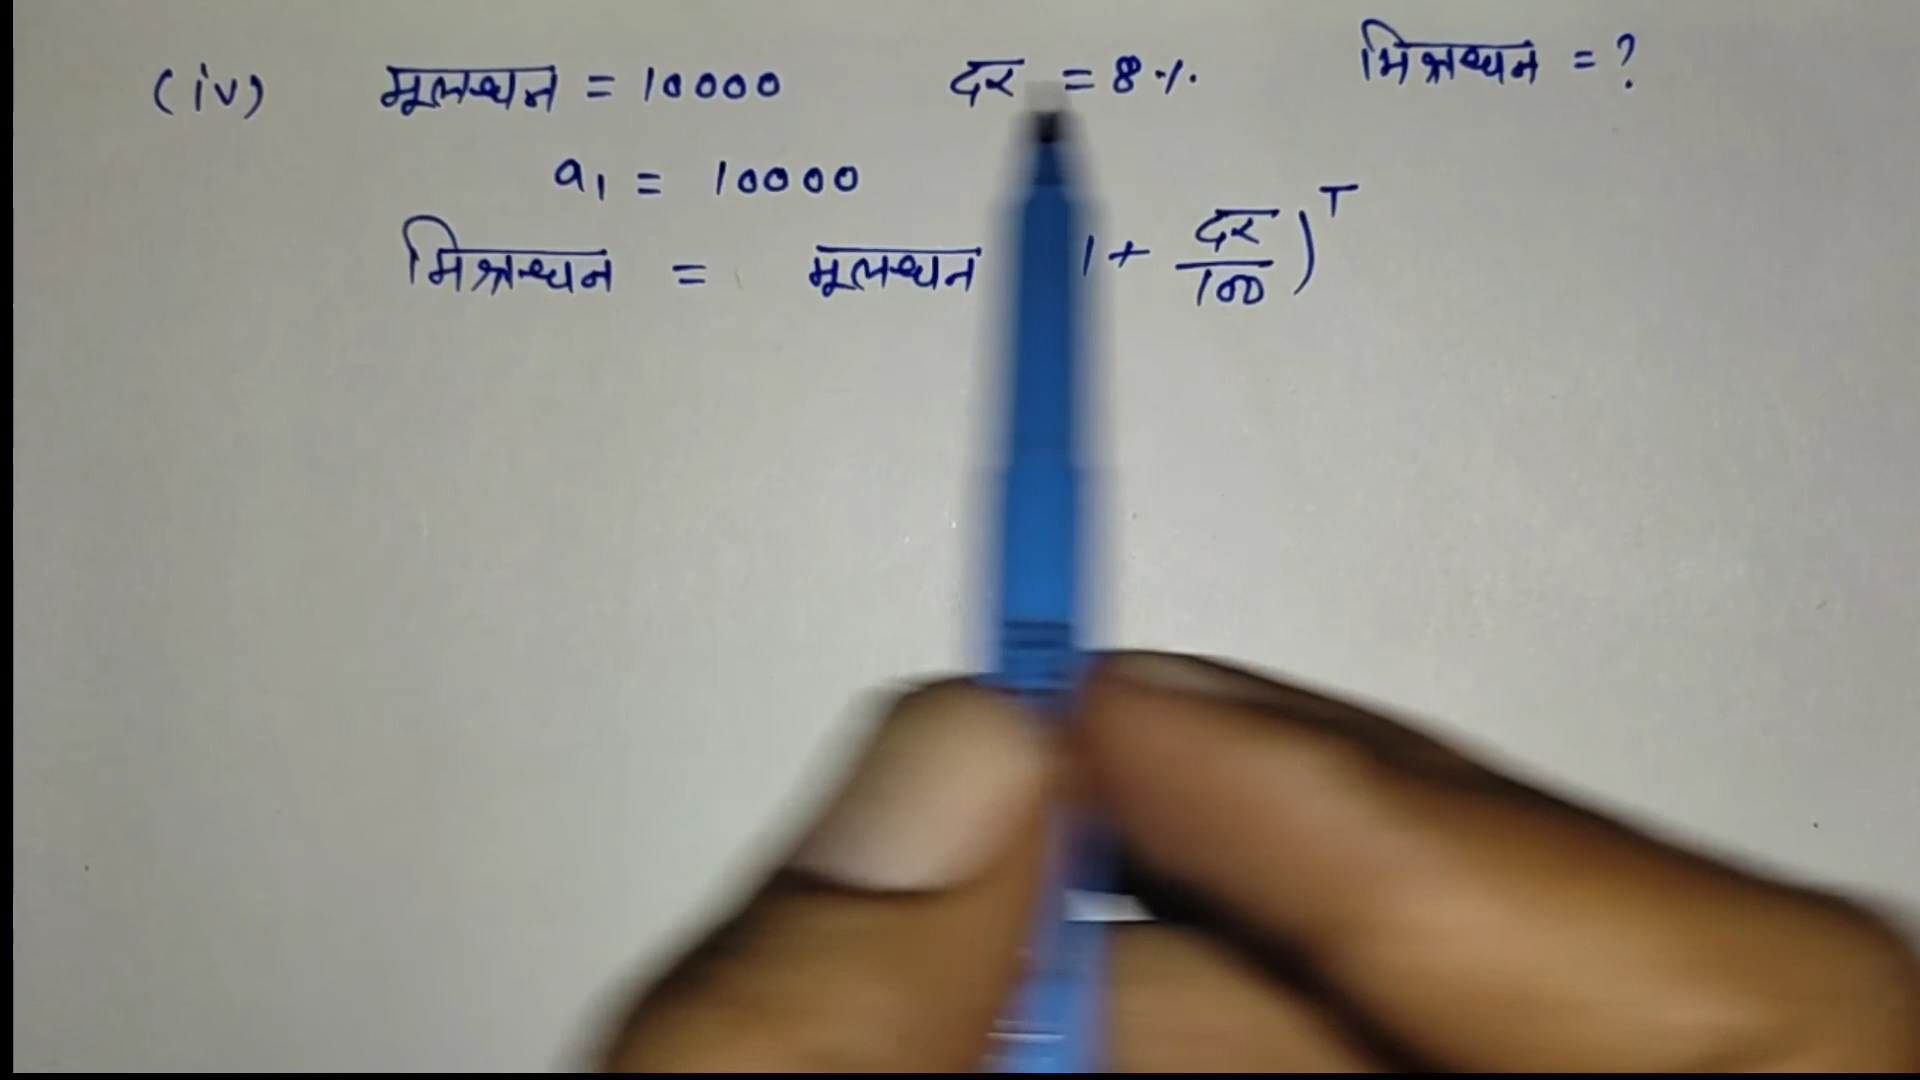 (iv) मूलधन = 10000 दर = 8% मिश्रधन = ?
a₁ = 10000
मिश्रधन = मूलधन 1 + दर/100)ᵀ